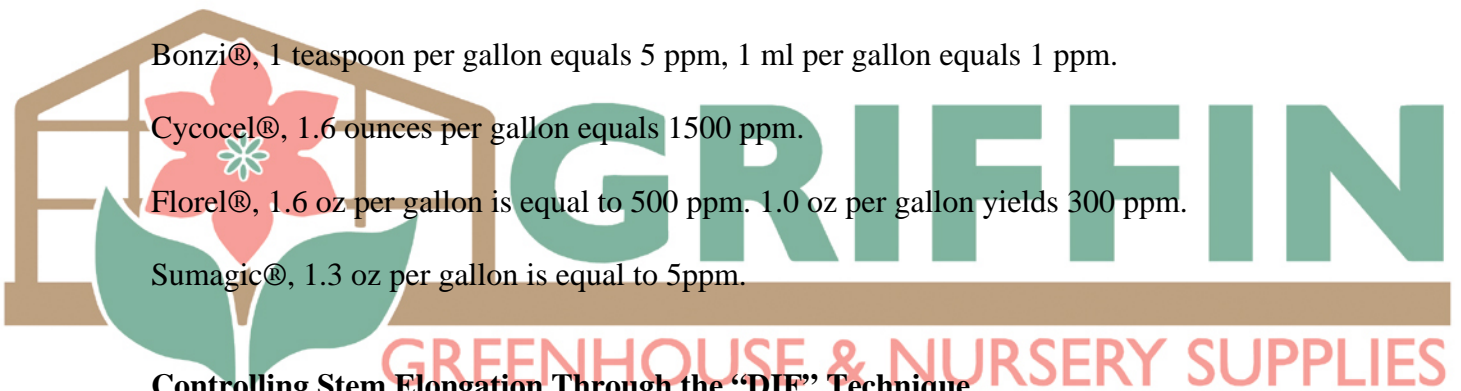 Bonzi®, 1 teaspoon per gallon equals 5 ppm, 1 ml per gallon equals 1 ppm.
Cycocel®, 1.6 ounces per gallon equals 1500 ppm.
GRIFFIN
Florel®, 1.6 oz per gallon is equal to 500 ppm. 1.0 oz per gallon yields 300 ppm.
Sumagic®, 1.3 oz per gallon is equal to 5ppm.
GREENHOUSE & NURSERY SUPPLIES
Controlling Stem Elongation Through the “DIF” Technique